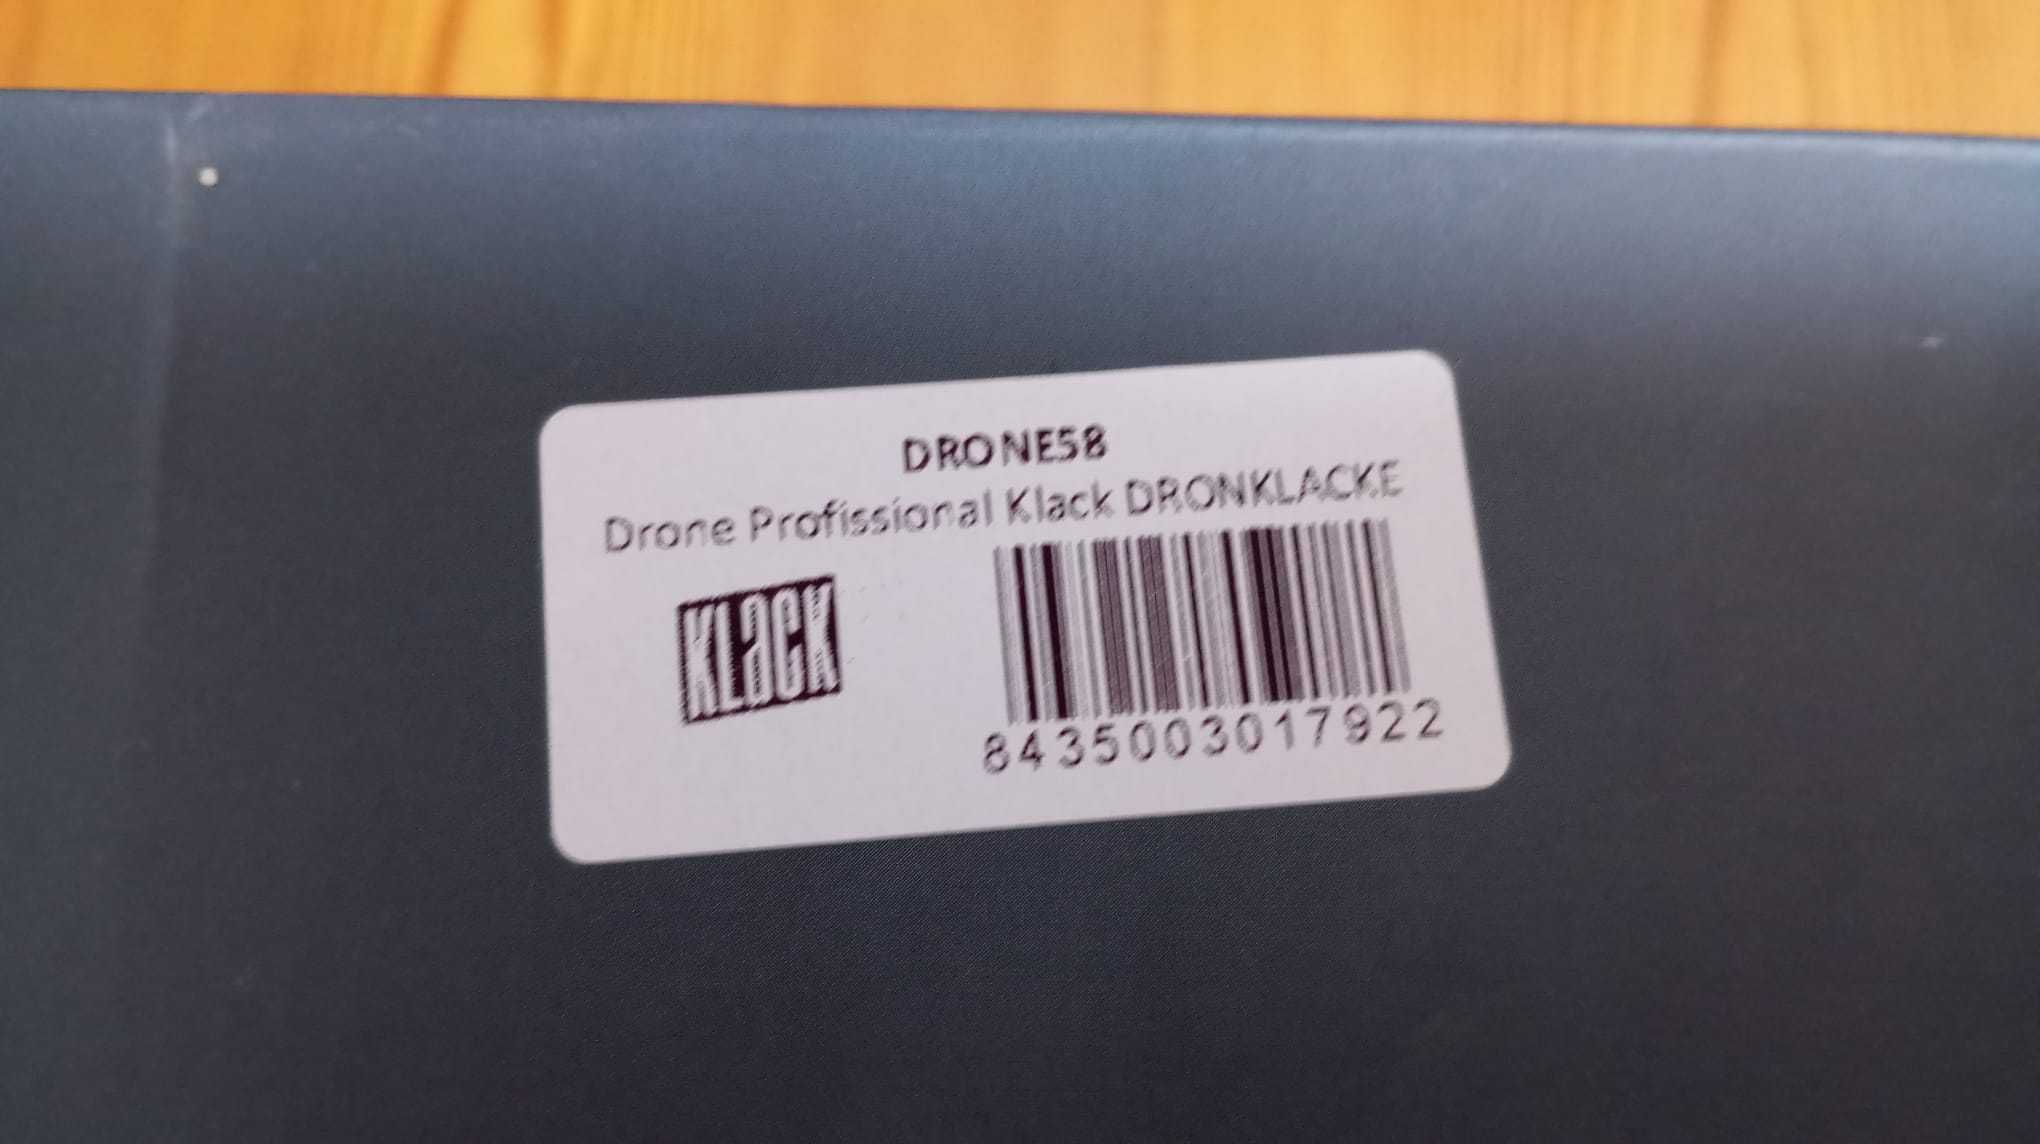 DRONE58
Drone Profissional Klack DRONKLACKE
KLaCK
8435003017922